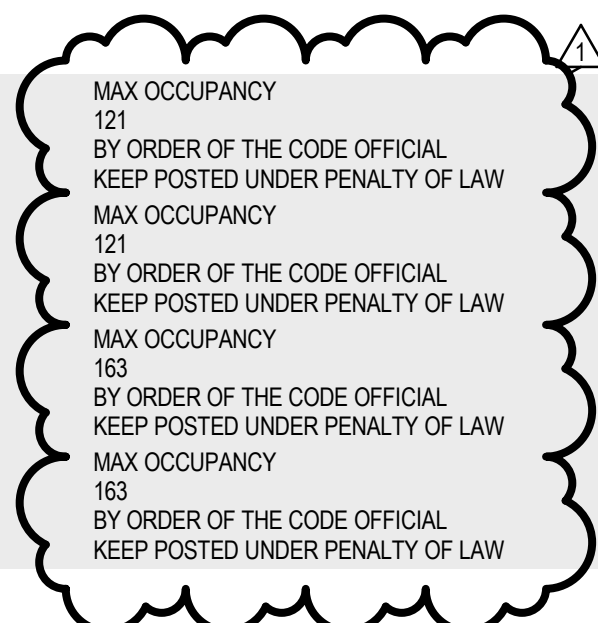 1
MAX OCCUPANCY
121
BY ORDER OF THE CODE OFFICIAL
KEEP POSTED UNDER PENALTY OF LAW
MAX OCCUPANCY
121
BY ORDER OF THE CODE OFFICIAL
KEEP POSTED UNDER PENALTY OF LAW
MAX OCCUPANCY
163
BY ORDER OF THE CODE OFFICIAL
KEEP POSTED UNDER PENALTY OF LAW
MAX OCCUPANCY
163
BY ORDER OF THE CODE OFFICIAL
KEEP POSTED UNDER PENALTY OF LAW